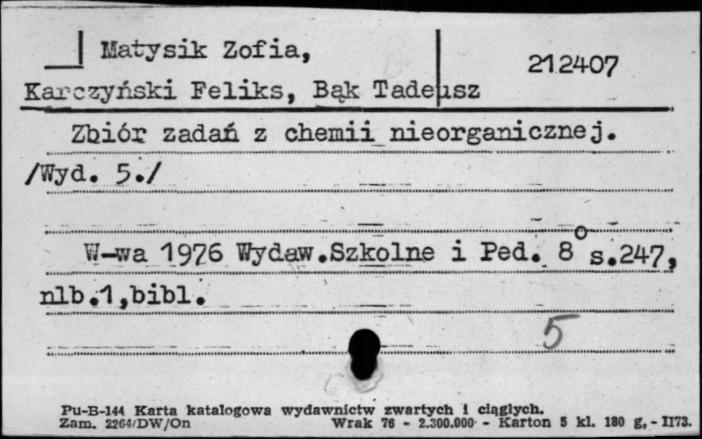 Matysik Zofia,
212407
Karczyński Feliks, Bąk Tadeusz
Zbiór zadań z chemii nieorganicznej.
/Wyd. 5./
W-wa 1976 Wydaw.Szkolne i Ped. 8° s.247,
nlb.1,bibl.
5
Pu-B-144 Karta katalogowa wydawnictw zwartych i ciągłych.
Zam. 2264/DW/On Wrak 76 - 2.300.000 - Karton 5 kl. 180 g, - II73.